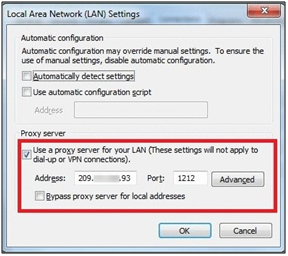 Local Area Network (LAN) Settings
Automatic configuration
Automatic configuration may override manual settings. To ensure the
use of manual settings, disable automatic configuration.
Automatically detect settings
Use automatic configuration script
Address
Proxy server
Use a proxy server for your LAN (These settings will not apply to
dial-up or VPN connections).
Address: 209. .93 Port: 1212 Advanced
Bypass proxy server for local addresses
OK Cancel